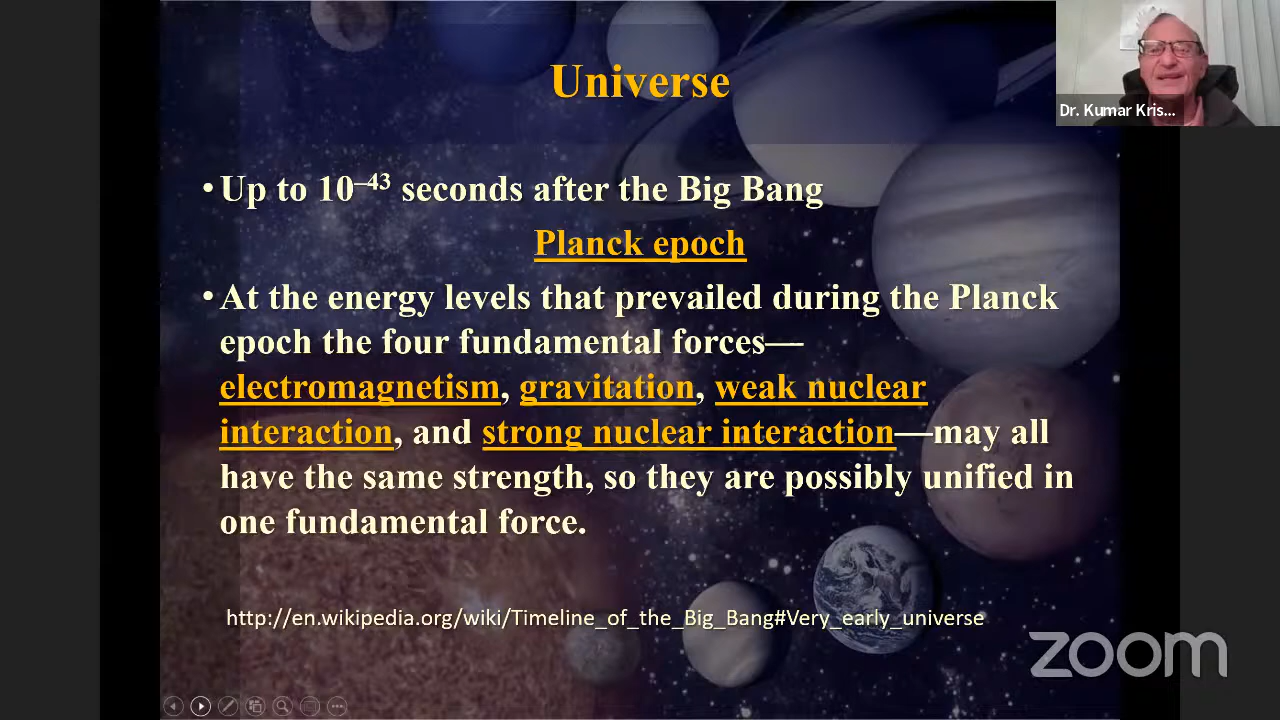 Universe
Dr. Kumar Kris...
• Up to 10⁻⁴³ seconds after the Big Bang
Planck epoch
• At the energy levels that prevailed during the Planck
epoch the four fundamental forces—
electromagnetism, gravitation, weak nuclear
interaction, and strong nuclear interaction—may all
have the same strength, so they are possibly unified in
one fundamental force.
http://en.wikipedia.org/wiki/Timeline_of_the_Big_Bang#Very_early_universe
zoom